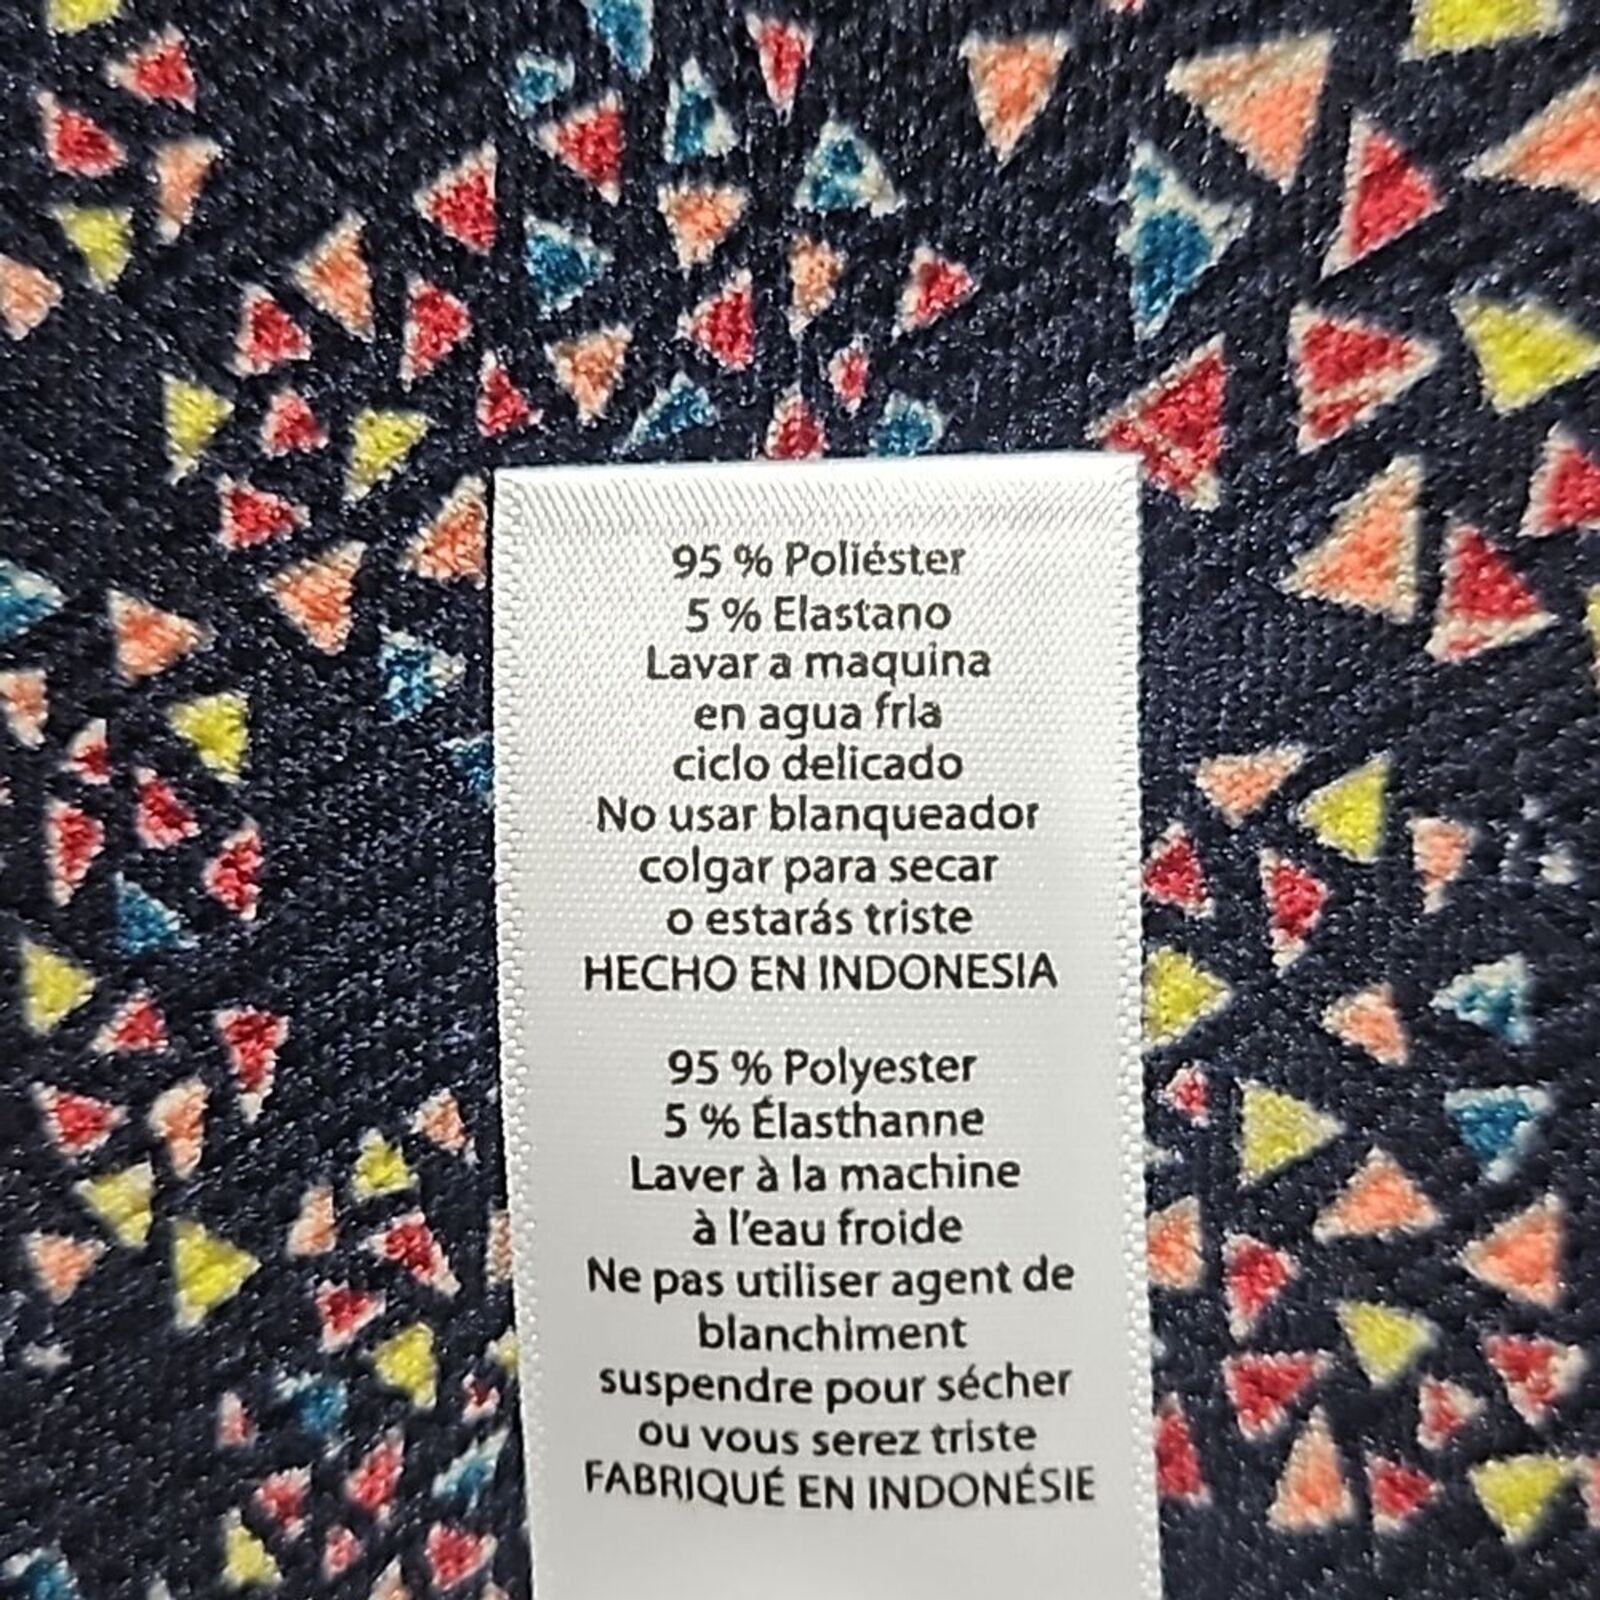 95 % Poliéster
5 % Elastano
Lavar a maquina
en agua frla
ciclo delicado
No usar blanqueador
colgar para secar
o estarás triste
HECHO EN INDONESIA
95 % Polyester
5 % Élasthanne
Laver à la machine
à l'eau froide
Ne pas utiliser agent de
blanchiment
suspendre pour sécher
ou vous serez triste
FABRIQUÉ EN INDONÉSIE